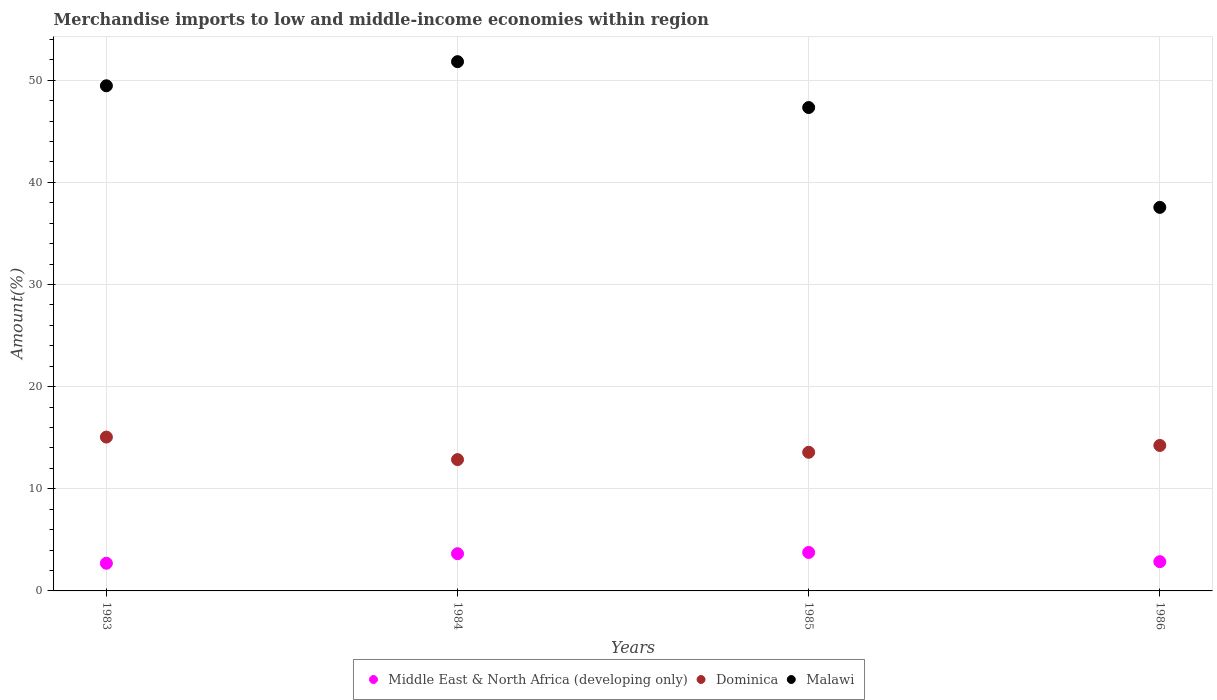 Merchandise imports to low and middle-income economies within region
Amount(%)
50
40
30
20
10
0
1983
1984
1985
1986
Years
Middle East & North Africa (developing only)
Dominica
Malawi